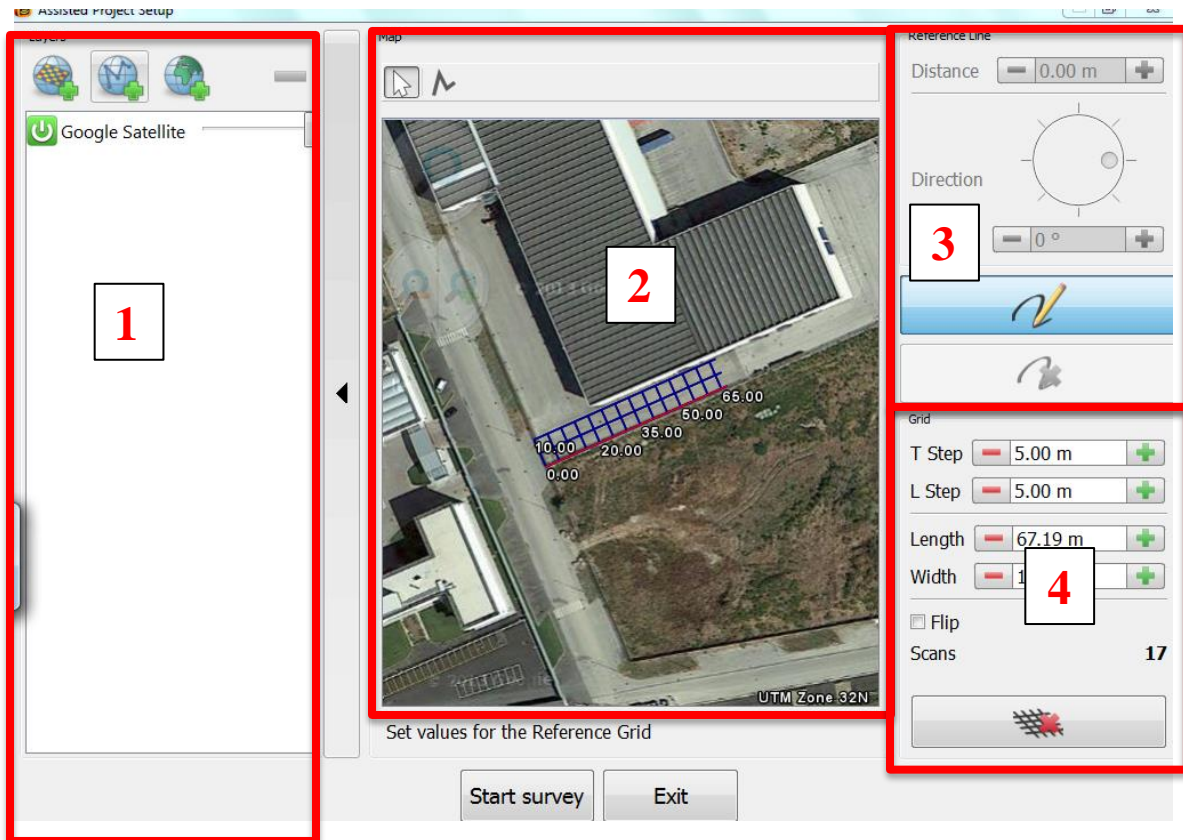 Assisted Project Setup
Layers
Google Satellite
1
Map
2
65.00
50.00
35.00
20.00
10.00
0.00
UTM Zone 32N
Set values for the Reference Grid
Start survey
Exit
Reference Line
Distance 0.00 m
Direction
0 °
3
Grid
T Step 5.00 m
L Step 5.00 m
Length 67.19 m
Width 1
4
Flip
Scans 17